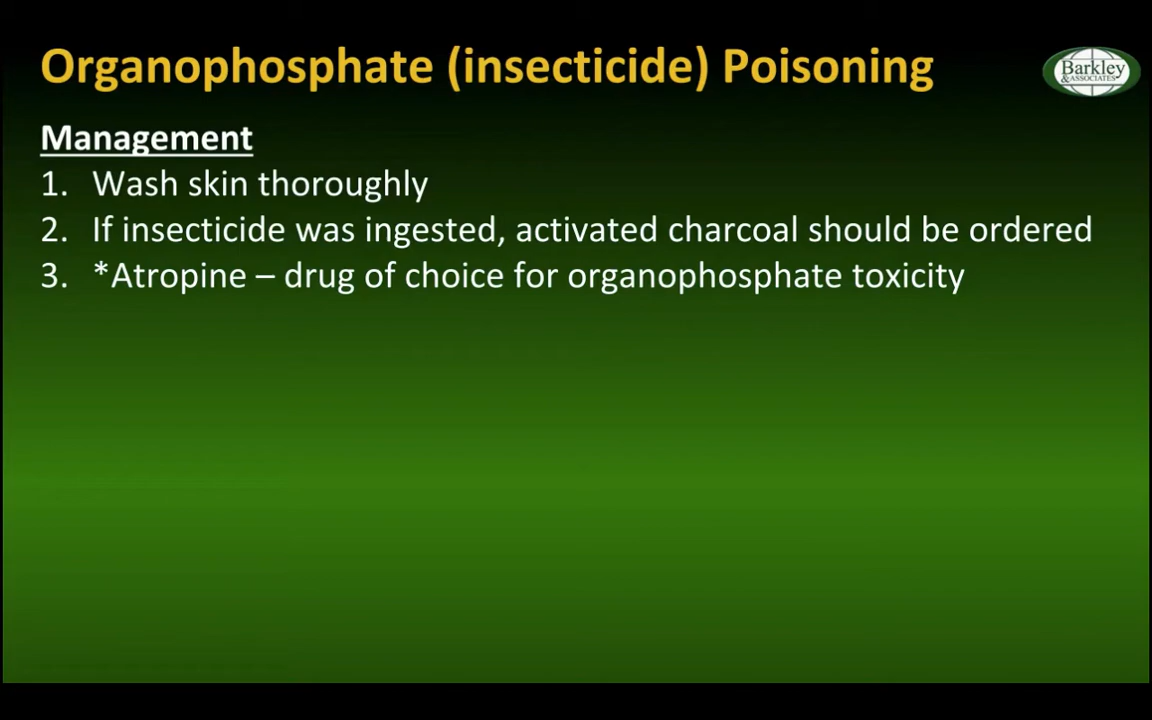 Organophosphate (insecticide) Poisoning
Barkley
& ASSOCIATES
Management
1. Wash skin thoroughly
2. If insecticide was ingested, activated charcoal should be ordered
3. *Atropine – drug of choice for organophosphate toxicity